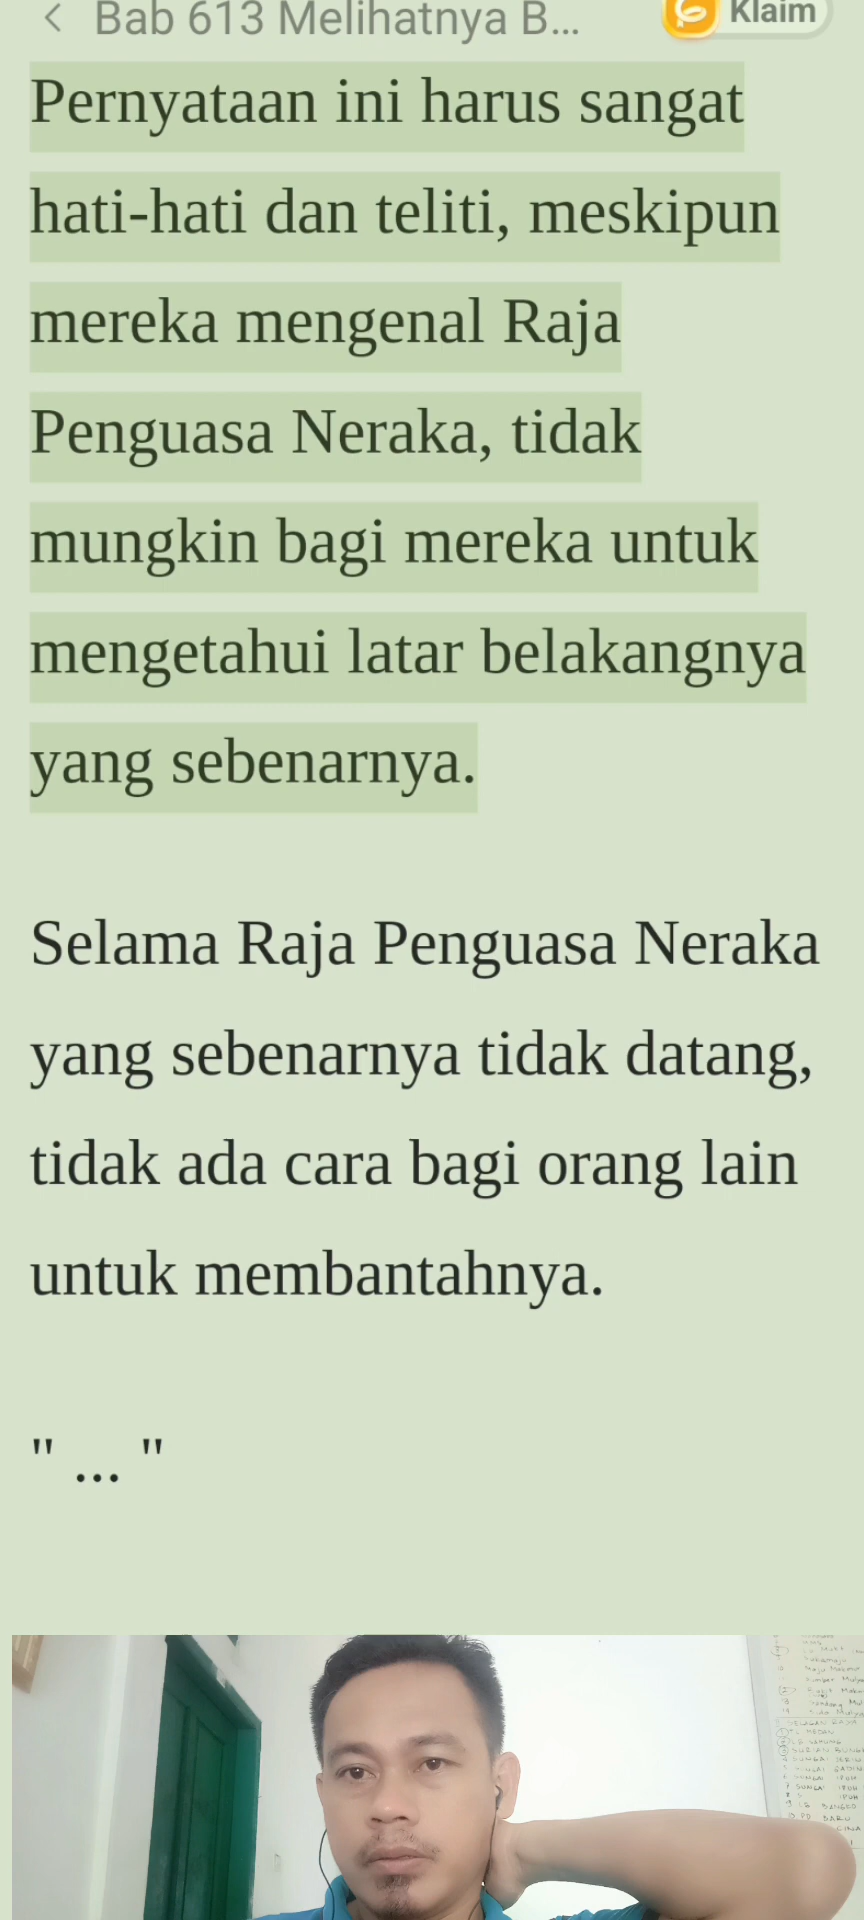 Bab 613 Melihatnya B...
Klaim
Pernyataan ini harus sangat
hati-hati dan teliti, meskipun
mereka mengenal Raja
Penguasa Neraka, tidak
mungkin bagi mereka untuk
mengetahui latar belakangnya
yang sebenarnya.
Selama Raja Penguasa Neraka
yang sebenarnya tidak datang,
tidak ada cara bagi orang lain
untuk membantahnya.
" ... "